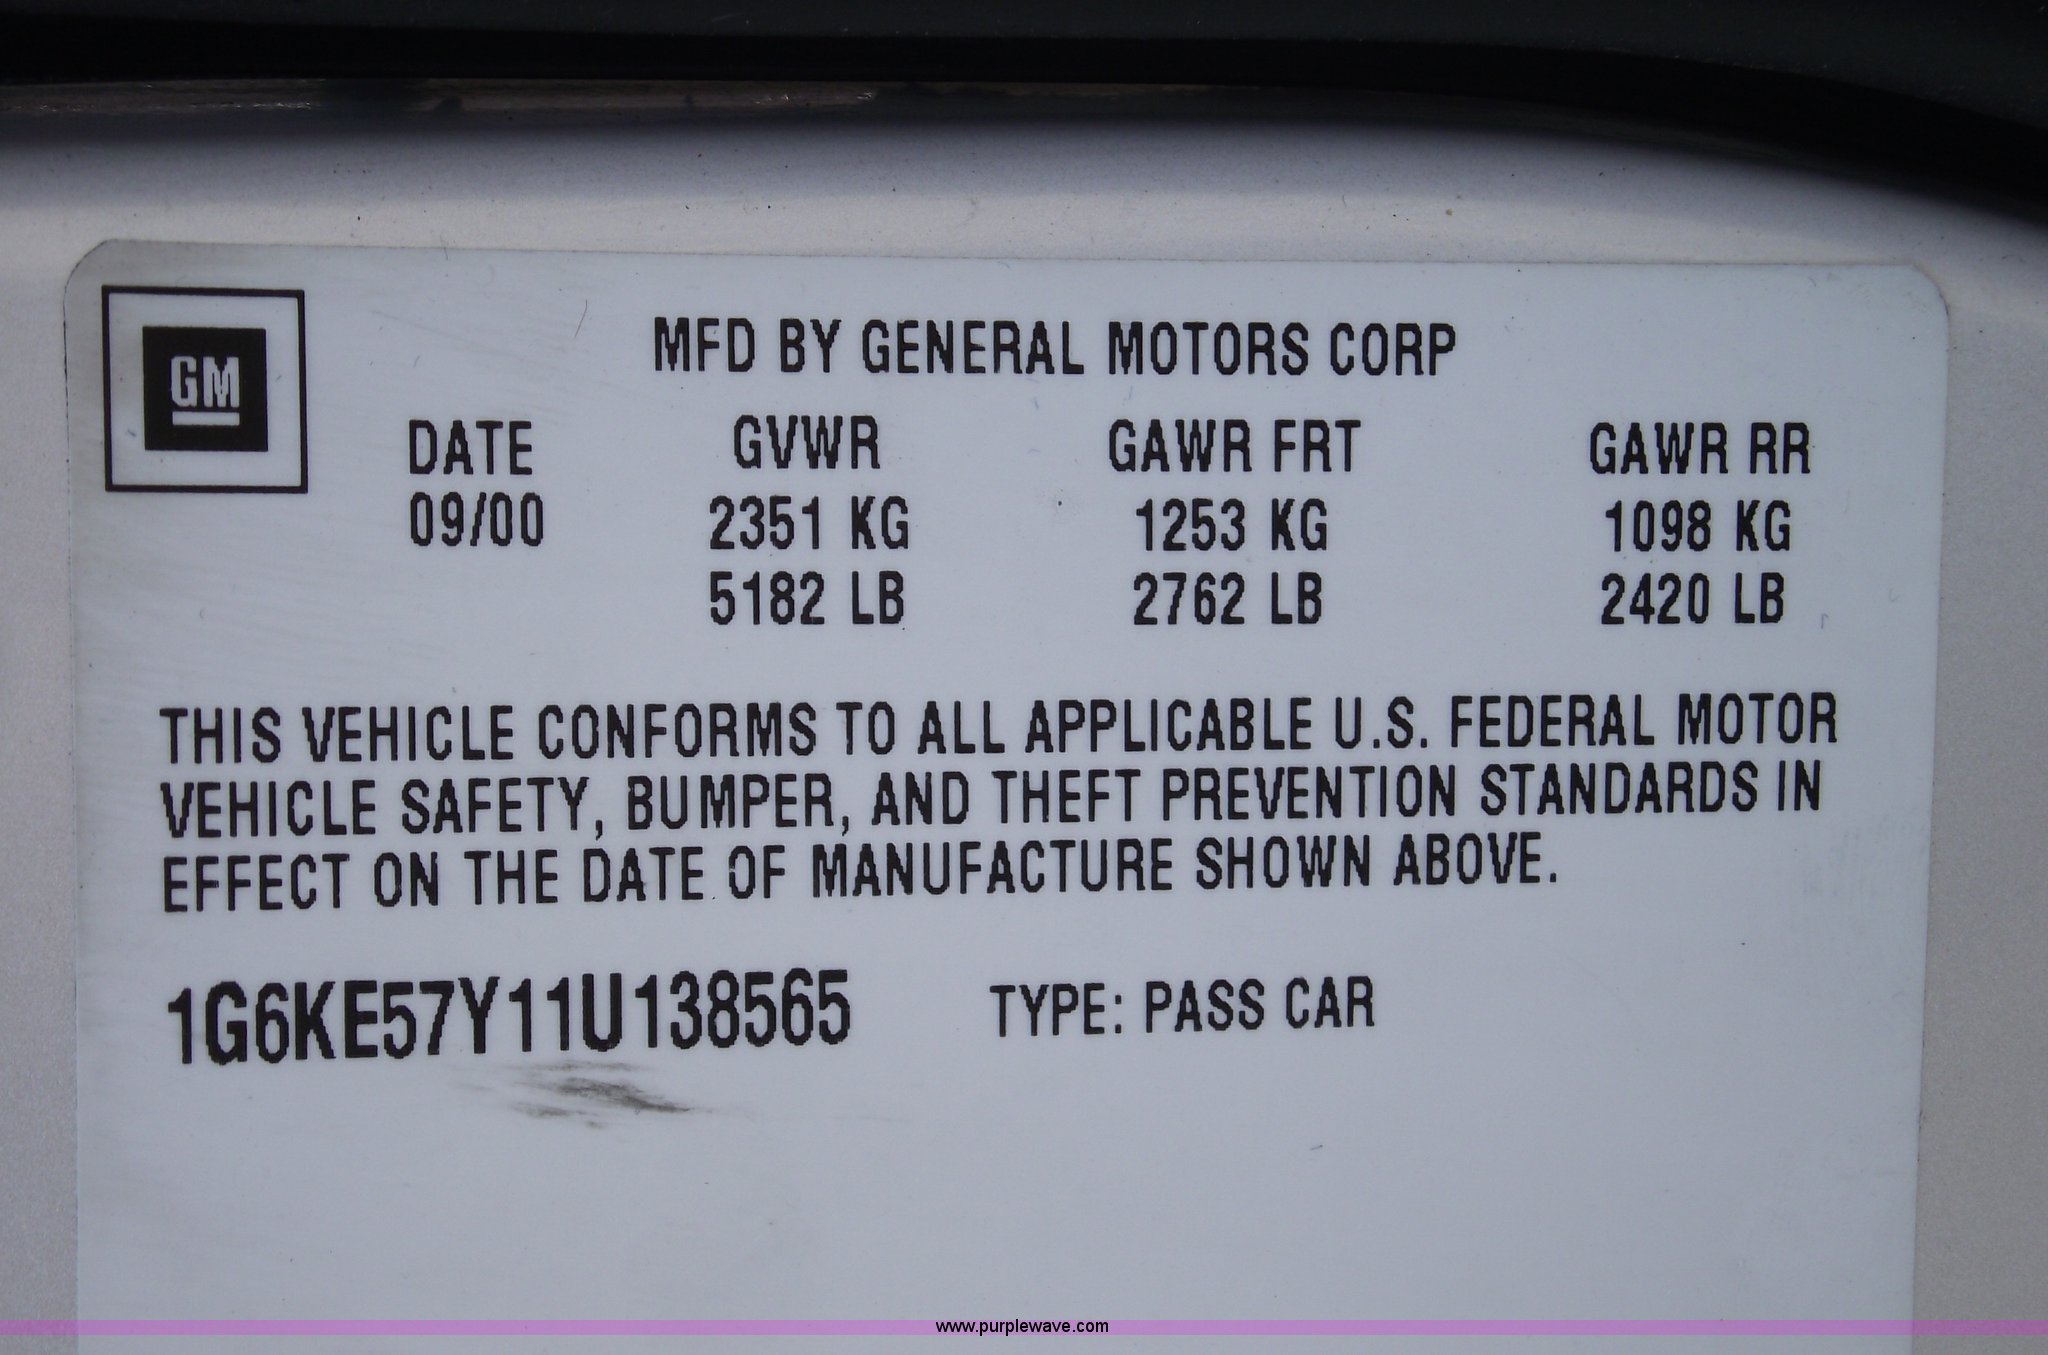 MFD BY GENERAL MOTORS CORP
GM
DATE GVWR GAWR FRT GAWR RR
09/00 2351 KG 1253 KG 1098 KG
5182 LB 2762 LB 2420 LB
THIS VEHICLE CONFORMS TO ALL APPLICABLE U.S. FEDERAL MOTOR
VEHICLE SAFETY, BUMPER, AND THEFT PREVENTION STANDARDS IN
EFFECT ON THE DATE OF MANUFACTURE SHOWN ABOVE.
1G6KE57Y11U138565 TYPE: PASS CAR
www.purplewave.com